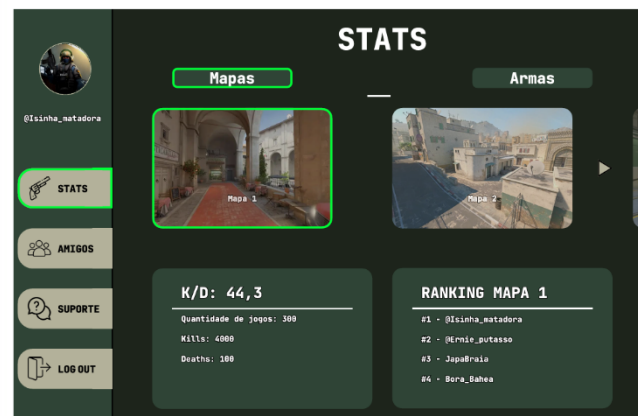 STATS
Mapas
Armas
@Isinha_matadora
STATS
AMIGOS
SUPORTE
LOG OUT
Mapa 1
Mapa 2
K/D: 44,3
Quantidade de jogos: 300
Kills: 4000
Deaths: 100
RANKING MAPA 1
#1 - @Isinha_matadora
#2 - @Ernie_putasso
#3 - JapaBraia
#4 - Bora_Bahea